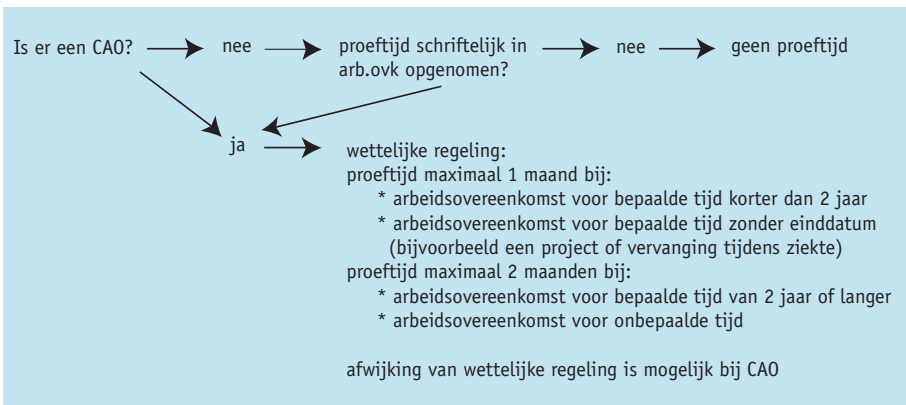 Is er een CAO? nee proeftijd schriftelijk in nee geen proeftijd
arb.ovk opgenomen?
ja
wettelijke regeling:
proeftijd maximaal 1 maand bij:
* arbeidsovereenkomst voor bepaalde tijd korter dan 2 jaar
* arbeidsovereenkomst voor bepaalde tijd zonder einddatum
(bijvoorbeeld een project of vervanging tijdens ziekte)
proeftijd maximaal 2 maanden bij:
* arbeidsovereenkomst voor bepaalde tijd van 2 jaar of langer
* arbeidsovereenkomst voor onbepaalde tijd
afwijking van wettelijke regeling is mogelijk bij CAO